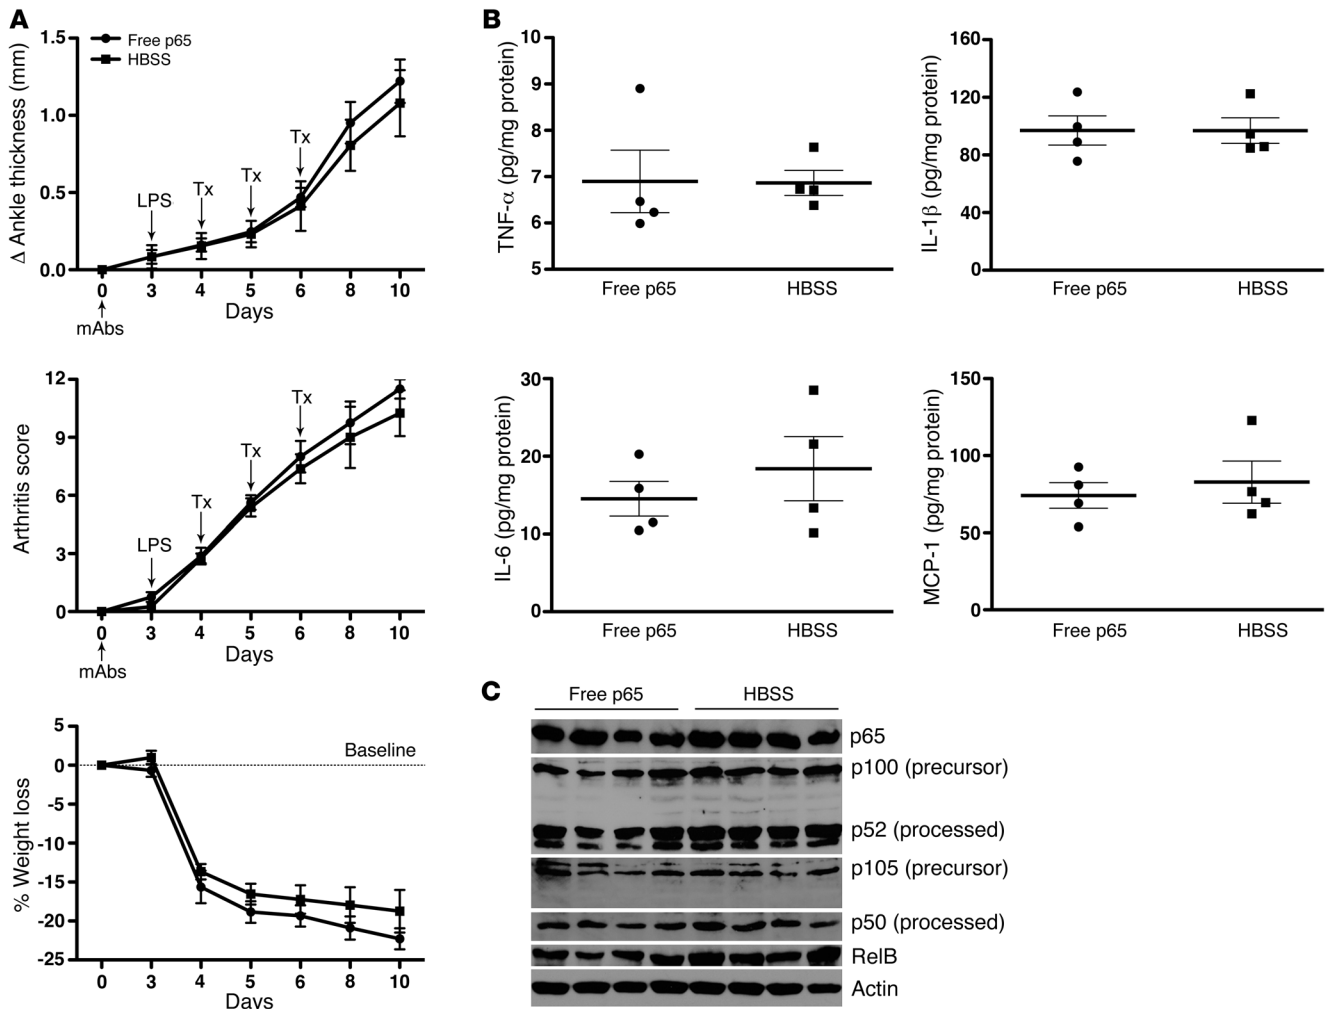 A
1.5
1.0
0.5
0.0
Δ Ankle thickness (mm)
Free p65
HBSS
LPS
Tx
Tx
Tx
0 3 4 5 6 8 10
Days
mAbs
12
9
6
3
0
Arthritis score
LPS
Tx
Tx
Tx
0 3 4 5 6 8 10
Days
mAbs
5
0
-5
-10
-15
-20
-25
% Weight loss
Baseline
0 3 4 5 6 8 10
Days
B
10
9
8
7
6
5
TNF-α (pg/mg protein)
Free p65 HBSS
160
120
80
40
0
IL-1β (pg/mg protein)
Free p65 HBSS
30
20
10
0
IL-6 (pg/mg protein)
Free p65 HBSS
150
100
50
0
MCP-1 (pg/mg protein)
Free p65 HBSS
C
Free p65 HBSS
p65
p100 (precursor)
p52 (processed)
p105 (precursor)
p50 (processed)
RelB
Actin